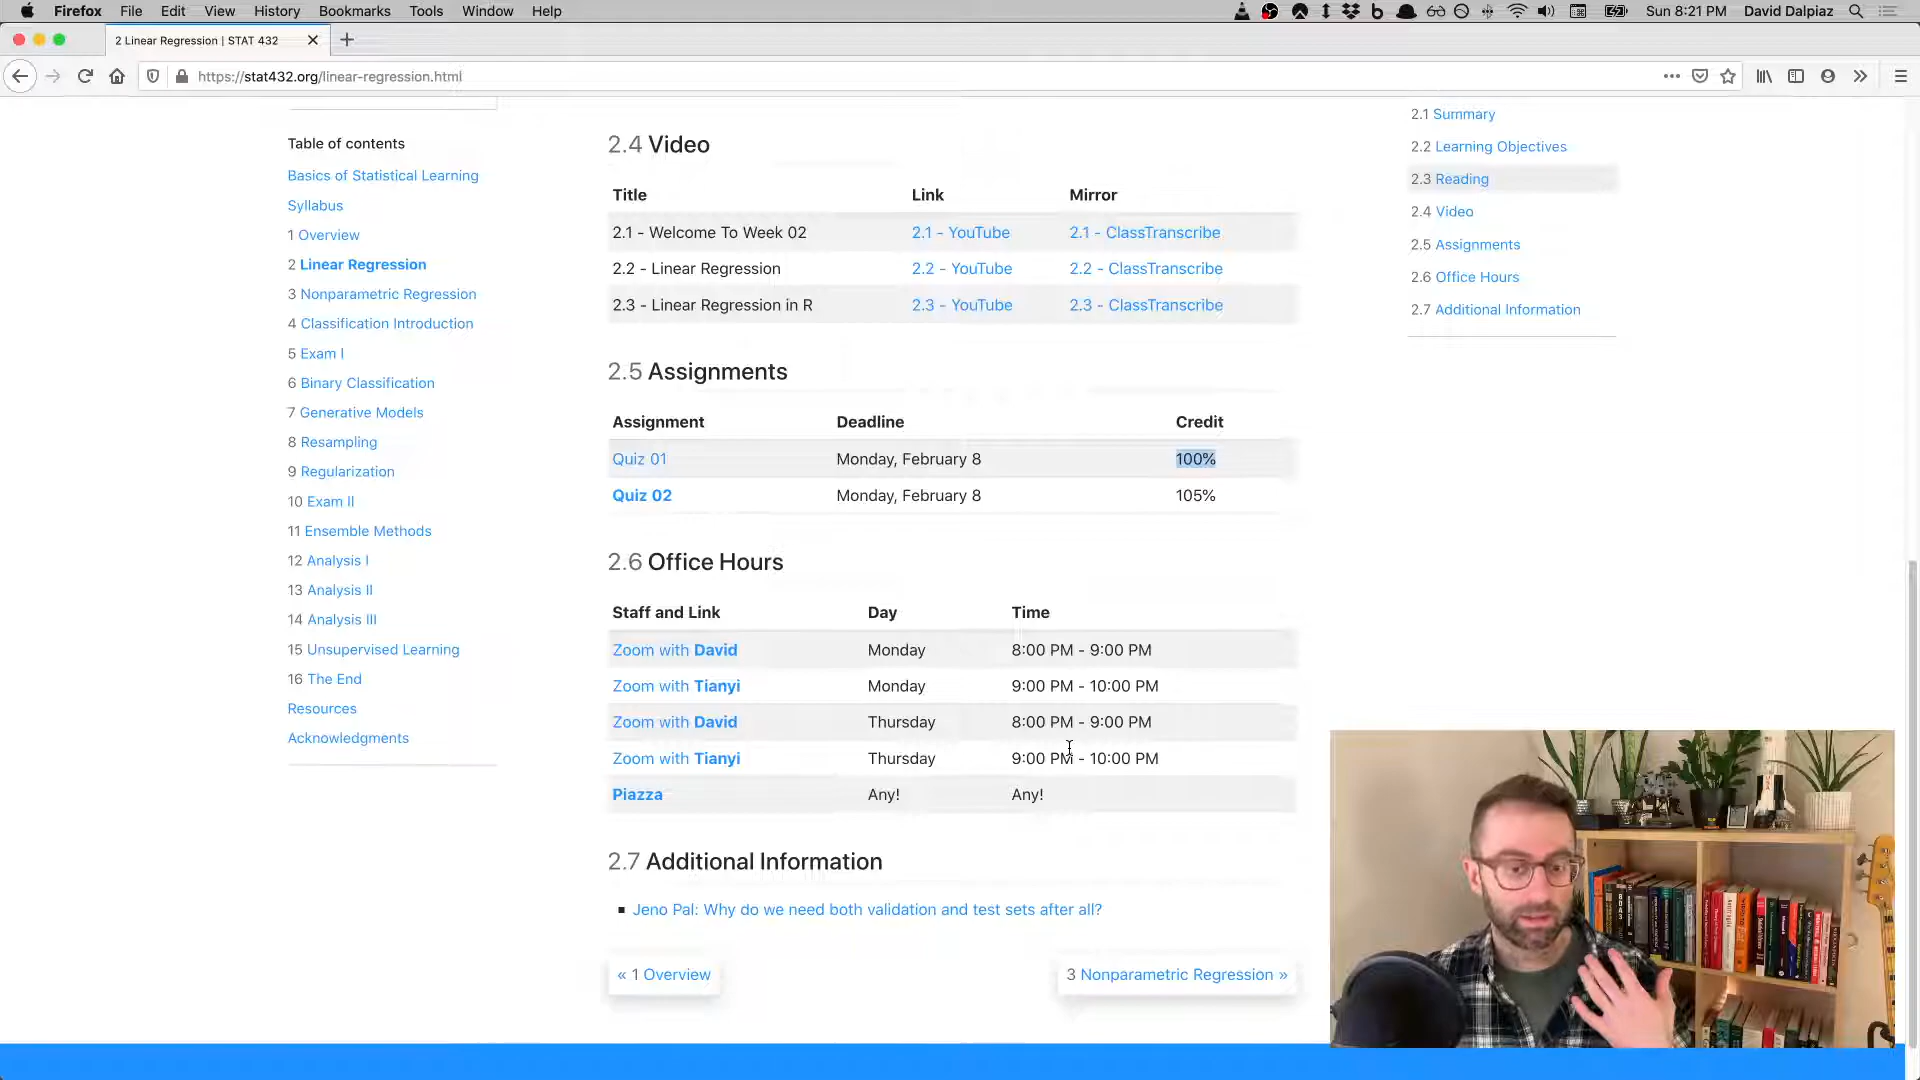 Firefox File Edit View History Bookmarks Tools Window Help
Sun 8:21 PM David Dalpiaz
2 Linear Regression | STAT 432
https://stat432.org/linear-regression.html
Table of contents
Basics of Statistical Learning
Syllabus
1 Overview
2 Linear Regression
3 Nonparametric Regression
4 Classification Introduction
5 Exam I
6 Binary Classification
7 Generative Models
8 Resampling
9 Regularization
10 Exam II
11 Ensemble Methods
12 Analysis I
13 Analysis II
14 Analysis III
15 Unsupervised Learning
16 The End
Resources
Acknowledgments
2.4 Video
Title Link Mirror
2.1 - Welcome To Week 02 2.1 - YouTube 2.1 - ClassTranscribe
2.2 - Linear Regression 2.2 - YouTube 2.2 - ClassTranscribe
2.3 - Linear Regression in R 2.3 - YouTube 2.3 - ClassTranscribe
2.5 Assignments
Assignment Deadline Credit
Quiz 01 Monday, February 8 100%
Quiz 02 Monday, February 8 105%
2.6 Office Hours
Staff and Link Day Time
Zoom with David Monday 8:00 PM - 9:00 PM
Zoom with Tianyi Monday 9:00 PM - 10:00 PM
Zoom with David Thursday 8:00 PM - 9:00 PM
Zoom with Tianyi Thursday 9:00 PM - 10:00 PM
Piazza Any! Any!
2.7 Additional Information
Jeno Pal: Why do we need both validation and test sets after all?
« 1 Overview
3 Nonparametric Regression »
2.1 Summary
2.2 Learning Objectives
2.3 Reading
2.4 Video
2.5 Assignments
2.6 Office Hours
2.7 Additional Information